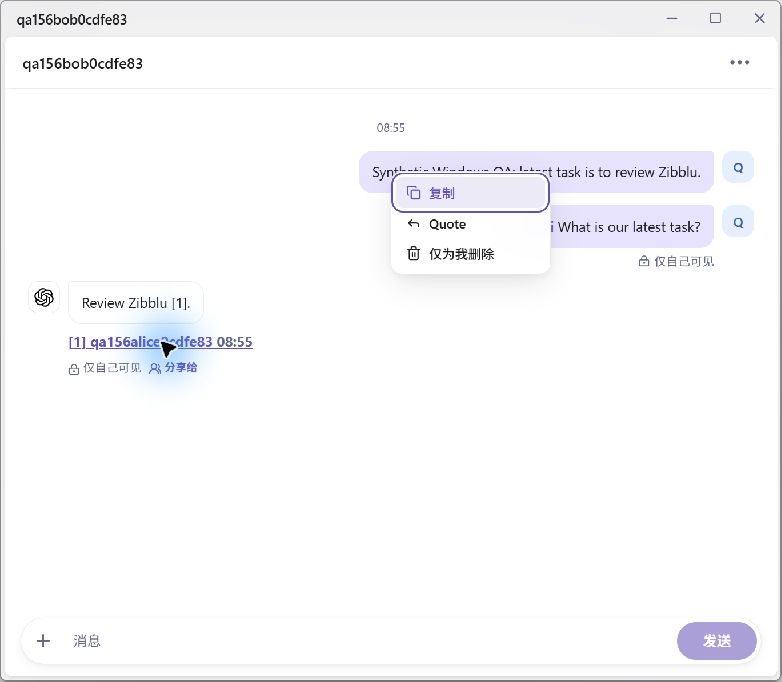 qa156bob0cdfe83
qa156bob0cdfe83
08:55
Synthetic Windows QA: latest task is to review Zibblu.
Q
复制
Quote
仅为我删除
i What is our latest task?
Q
仅自己可见
Review Zibblu [1].
[1] qa156alice0cdfe83 08:55
仅自己可见 分享给
消息
发送